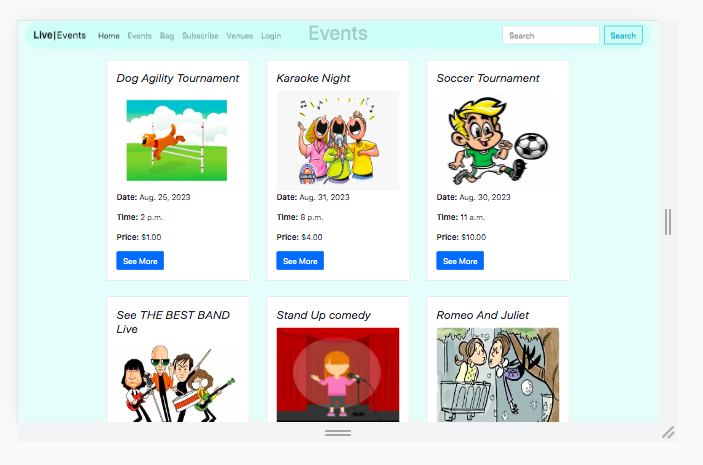 Live|Events Home Events Bag Subscribe Venues Login Events Search Search
Dog Agility Tournament
Date: Aug. 25, 2023
Time: 2 p.m.
Price: $1.00
See More
Karaoke Night
Date: Aug. 31, 2023
Time: 8 p.m.
Price: $4.00
See More
Soccer Tournament
Date: Aug. 30, 2023
Time: 11 a.m.
Price: $10.00
See More
See THE BEST BAND
Live
Stand Up comedy
Romeo And Juliet